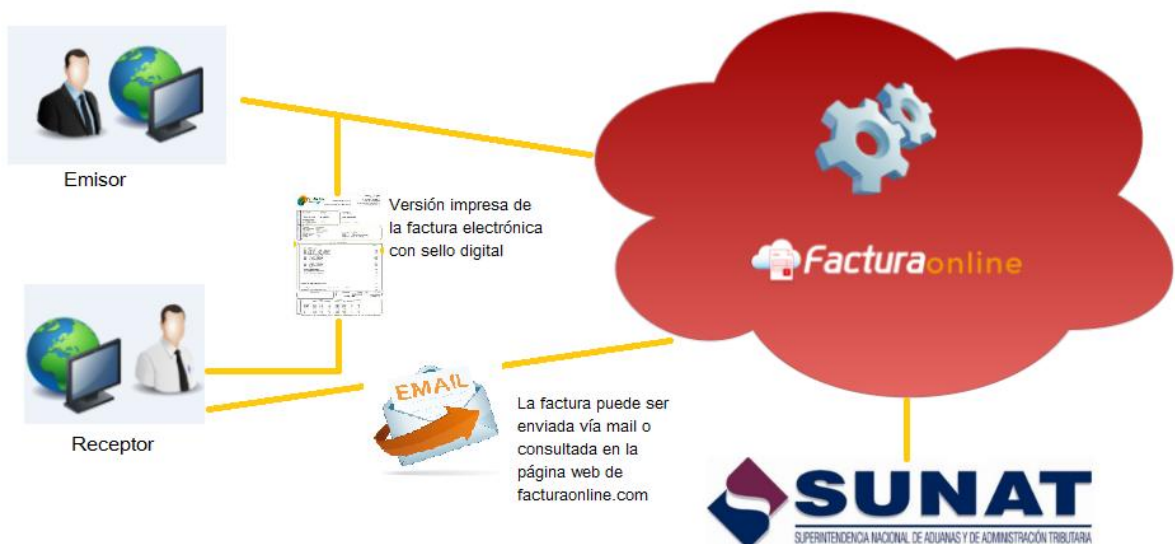 Emisor
Versión impresa de
la factura electrónica
con sello digital
Facturaonline
Receptor
EMAIL
La factura puede ser
enviada vía mail o
consultada en la
página web de
facturaonline.com
SUNAT
SUPERINTENDENCIA NACIONAL DE ADUANAS Y DE ADMINISTRACIÓN TRIBUTARIA